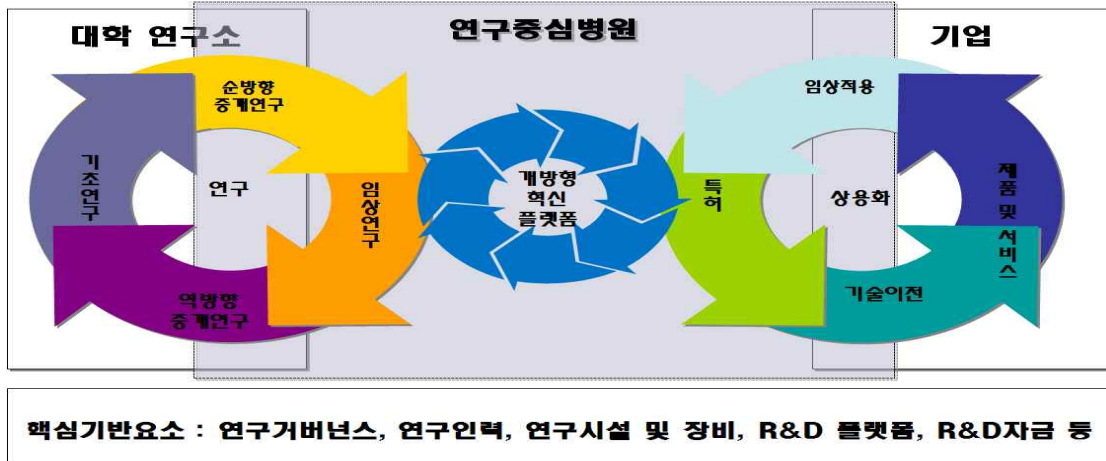 대학 연구소
연구중심병원
기업
순방향
중개연구
기초연구
연구
임상연구
역방향
중개연구
개방형
혁신
플랫폼
임상적용
특허
상용화
제품 및 서비스
기술이전
핵심기반요소 : 연구거버넌스, 연구인력, 연구시설 및 장비, R&D 플랫폼, R&D자금 등